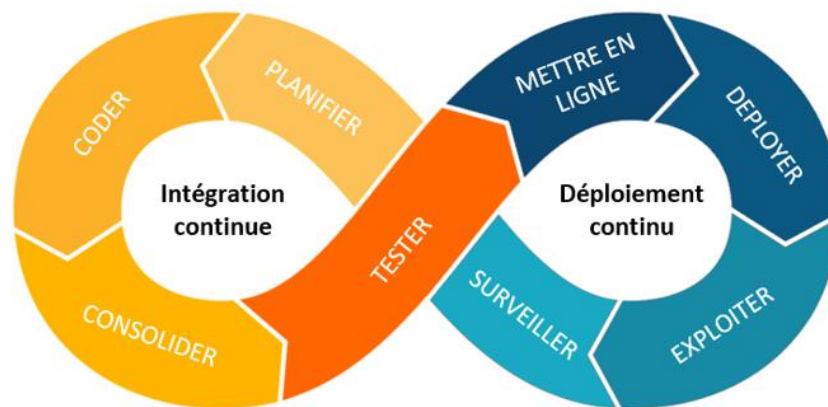 PLANIFIER
CODER
CONSOLIDER
TESTER
METTRE EN
LIGNE
DEPLOYER
EXPLOITER
SURVEILLER
Intégration
continue
Déploiement
continu